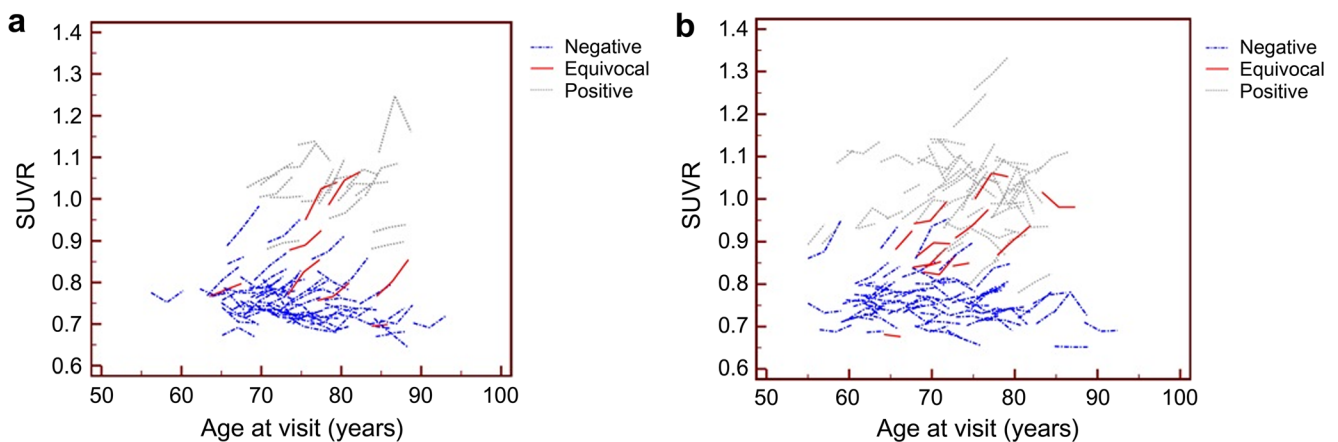 a
1.4
1.3
1.2
1.1
1.0
0.9
0.8
0.7
0.6
SUVR
50 60 70 80 90 100
Age at visit (years)
Negative
Equivocal
Positive
b
1.4
1.3
1.2
1.1
1.0
0.9
0.8
0.7
0.6
SUVR
50 60 70 80 90 100
Age at visit (years)
Negative
Equivocal
Positive